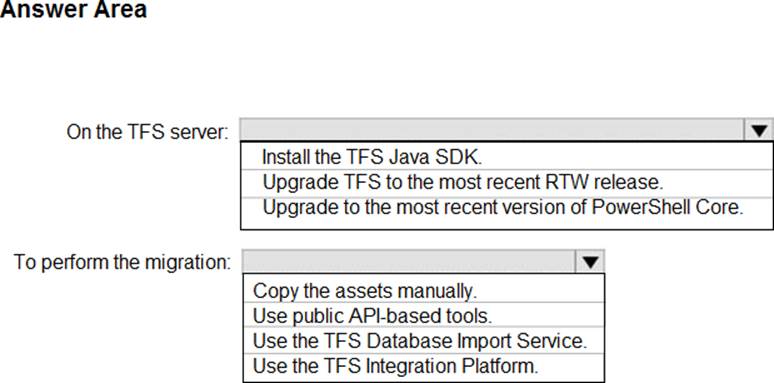 Answer Area
On the TFS server:
Install the TFS Java SDK.
Upgrade TFS to the most recent RTW release.
Upgrade to the most recent version of PowerShell Core.
To perform the migration:
Copy the assets manually.
Use public API-based tools.
Use the TFS Database Import Service.
Use the TFS Integration Platform.